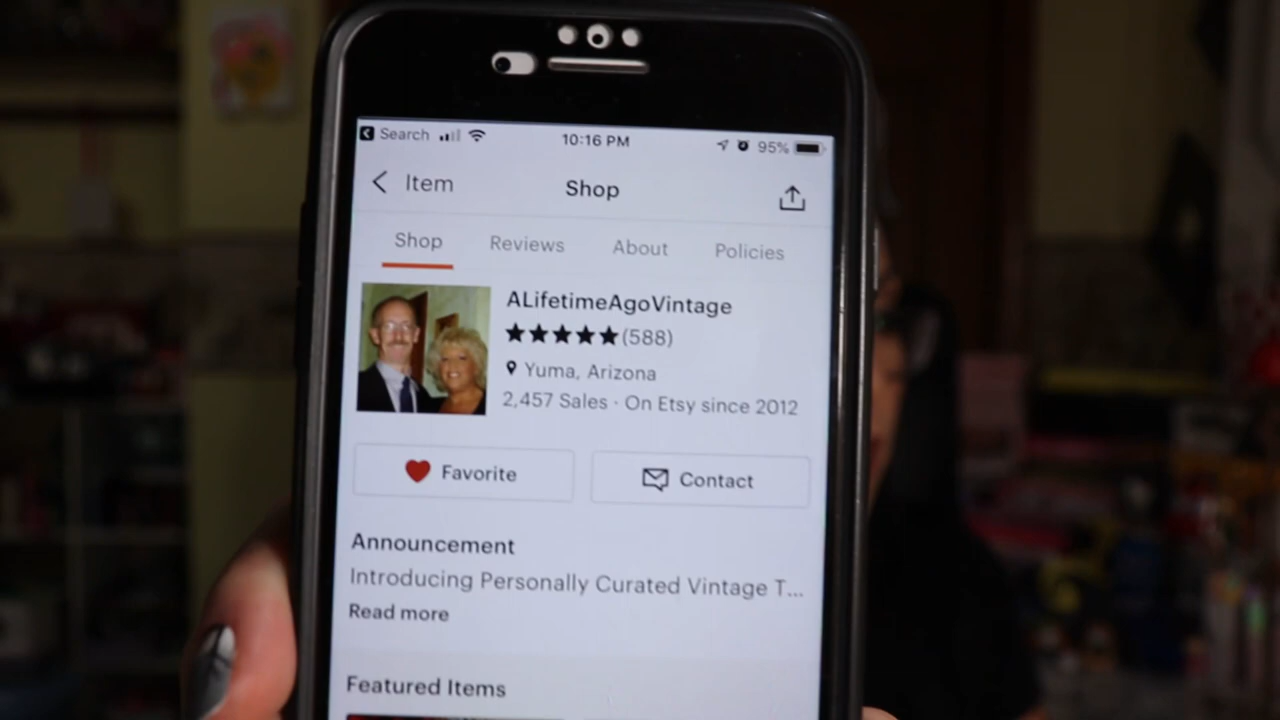 Search 10:16 PM 95%
Item Shop
Shop Reviews About Policies
ALifetimeAgoVintage
(588)
Yuma, Arizona
2,457 Sales · On Etsy since 2012
Favorite Contact
Announcement
Introducing Personally Curated Vintage T...
Read more
Featured Items